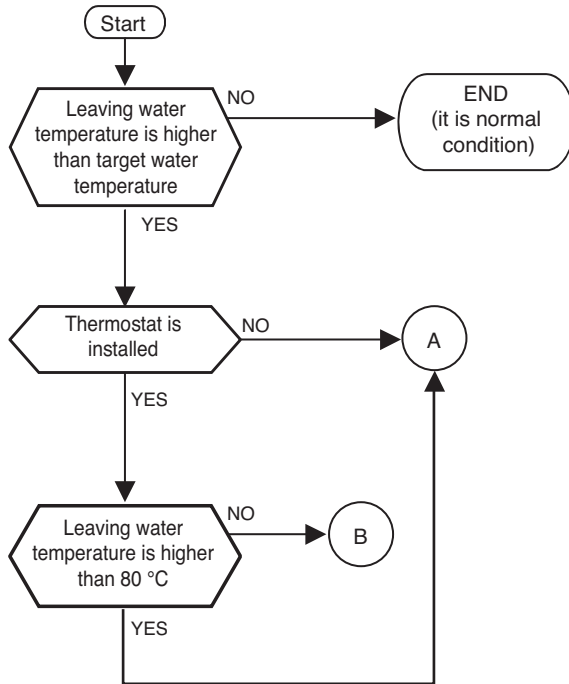 Start
Leaving water
temperature is higher
than target water
temperature
NO
END
(it is normal
condition)
YES
Thermostat is
installed
NO
A
YES
Leaving water
temperature is higher
than 80 °C
NO
B
YES